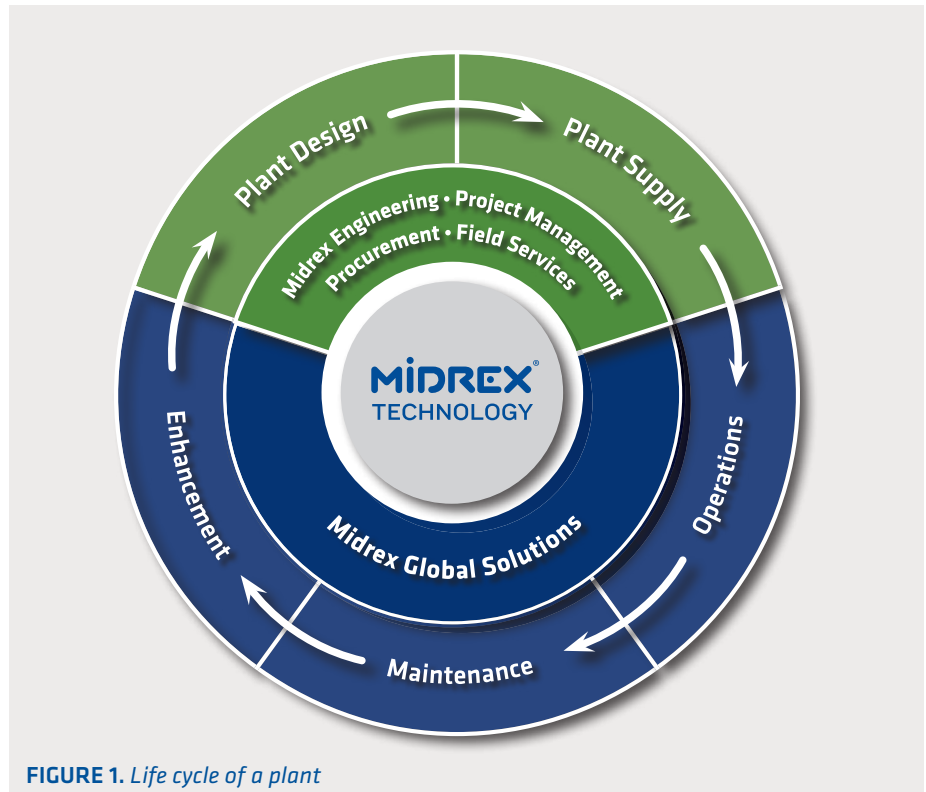 Plant Design
Plant Supply
Midrex Engineering • Project Management
Procurement • Field Services
MiDREX®
TECHNOLOGY
Enhancement
Operations
Midrex Global Solutions
Maintenance
FIGURE 1. Life cycle of a plant